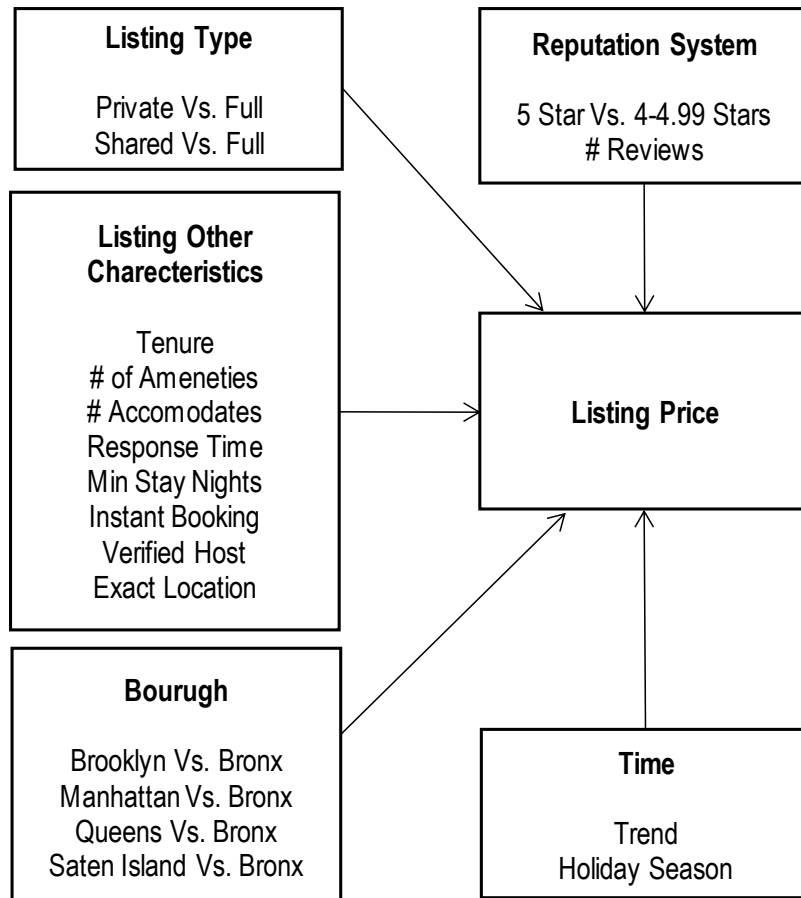 Listing Type
Private Vs. Full
Shared Vs. Full
Reputation System
5 Star Vs. 4-4.99 Stars
# Reviews
Listing Other
Charecteristics
Tenure
# of Ameneties
# Accomodates
Response Time
Min Stay Nights
Instant Booking
Verified Host
Exact Location
Listing Price
Bourugh
Brooklyn Vs. Bronx
Manhattan Vs. Bronx
Queens Vs. Bronx
Saten Island Vs. Bronx
Time
Trend
Holiday Season